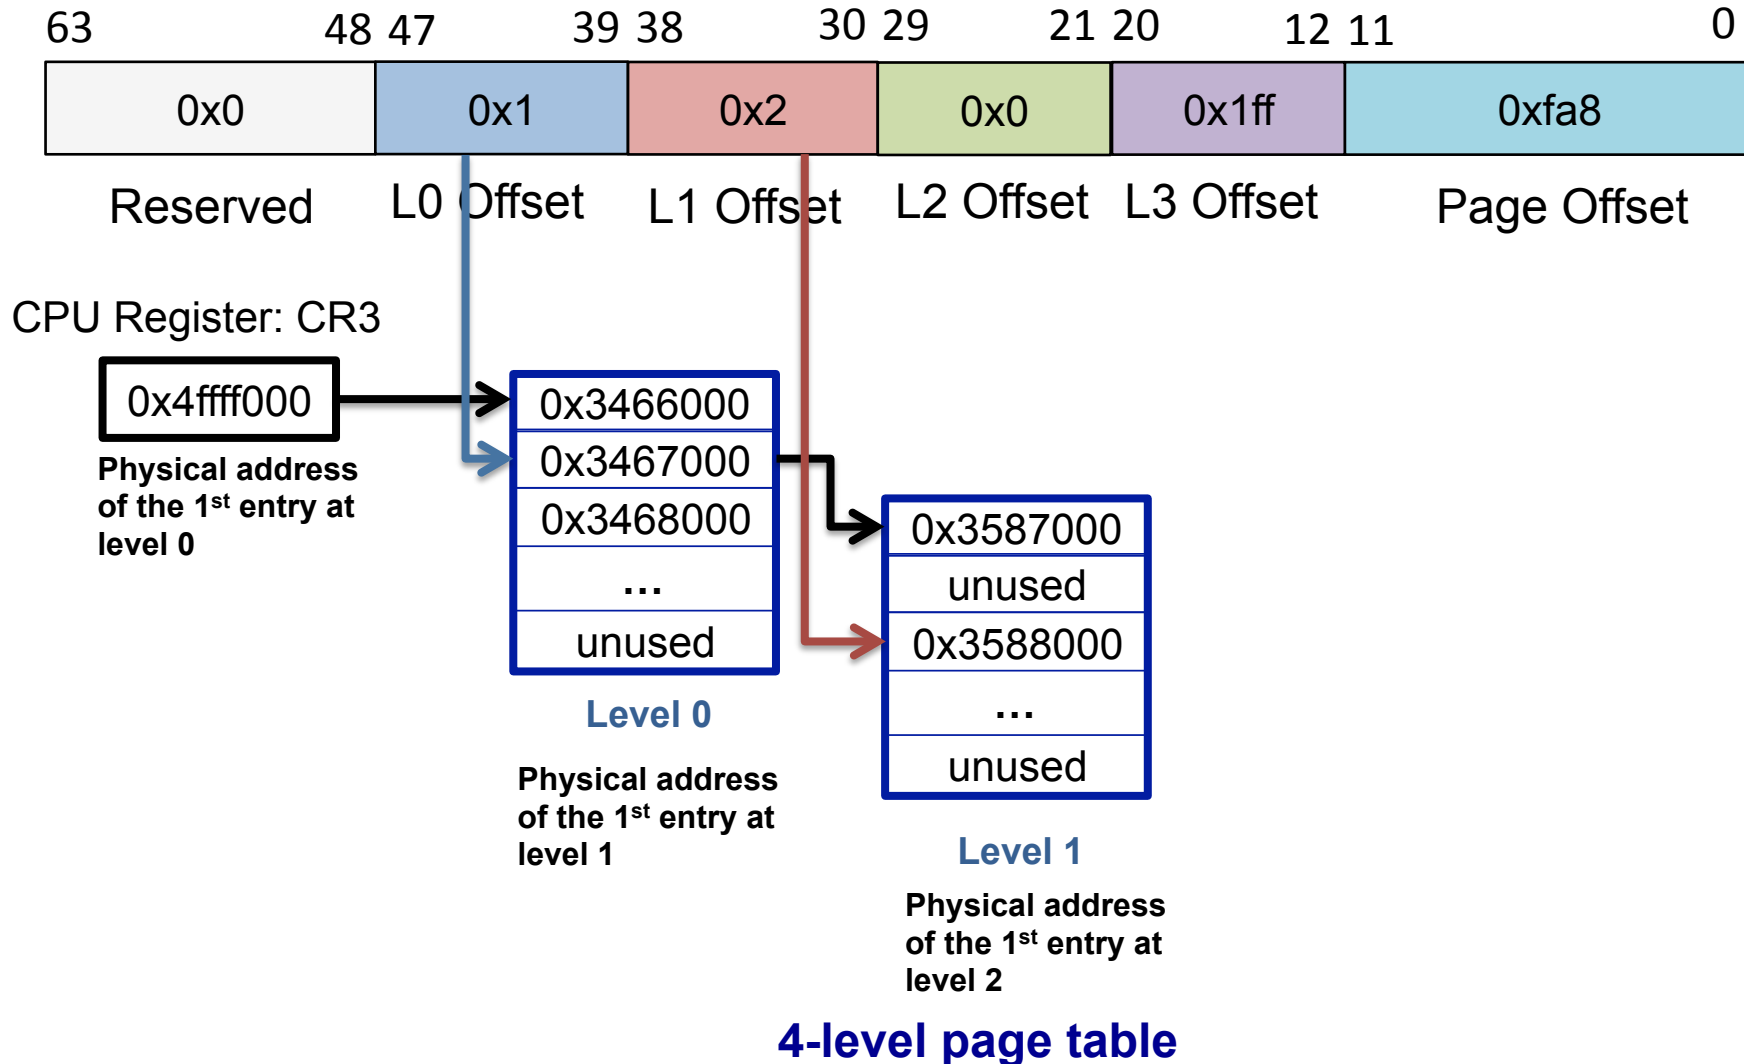 63 48 47 39 38 30 29 21 20 12 11 0
0x0 0x1 0x2 0x0 0x1ff 0xfa8
Reserved L0 Offset L1 Offset L2 Offset L3 Offset Page Offset
CPU Register: CR3
0x4ffff000
Physical address
of the 1st entry at
level 0
0x3466000
0x3467000
0x3468000
...
unused
Level 0
Physical address
of the 1st entry at
level 1
0x3587000
unused
0x3588000
...
unused
Level 1
Physical address
of the 1st entry at
level 2
4-level page table